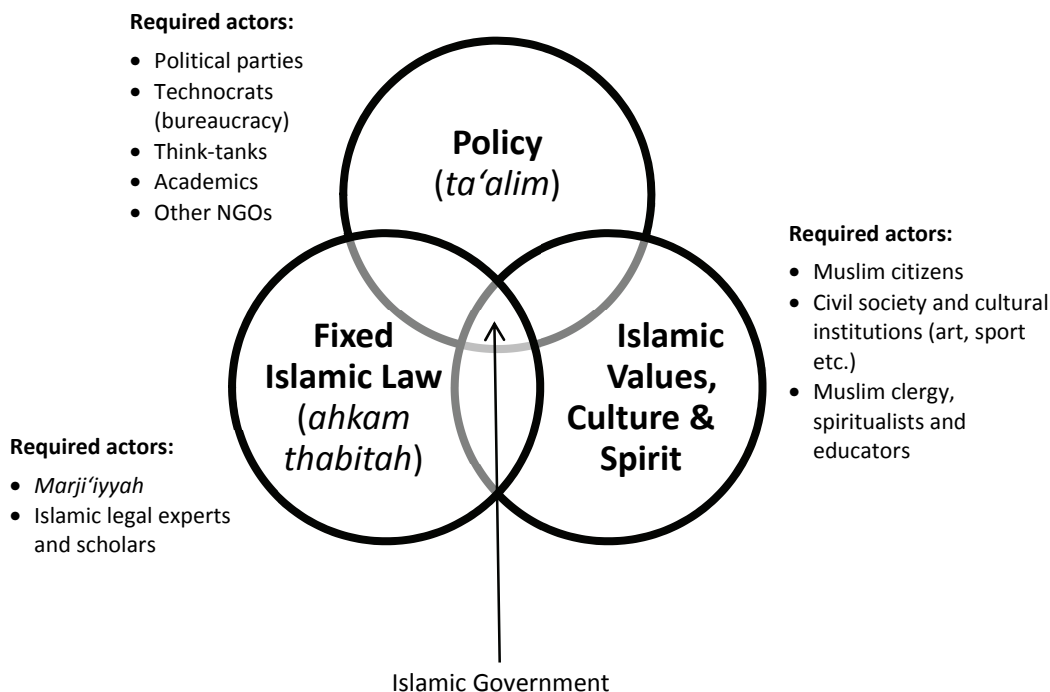 Required actors:
• Political parties
• Technocrats
(bureaucracy)
• Think-tanks
• Academics
• Other NGOs
Policy
(ta‘alim)
Required actors:
• Muslim citizens
• Civil society and cultural
institutions (art, sport
etc.)
• Muslim clergy,
spiritualists and
educators
Fixed
Islamic Law
(ahkam
thabitah)
Islamic
Values,
Culture &
Spirit
Required actors:
• Marji‘iyyah
• Islamic legal experts
and scholars
Islamic Government